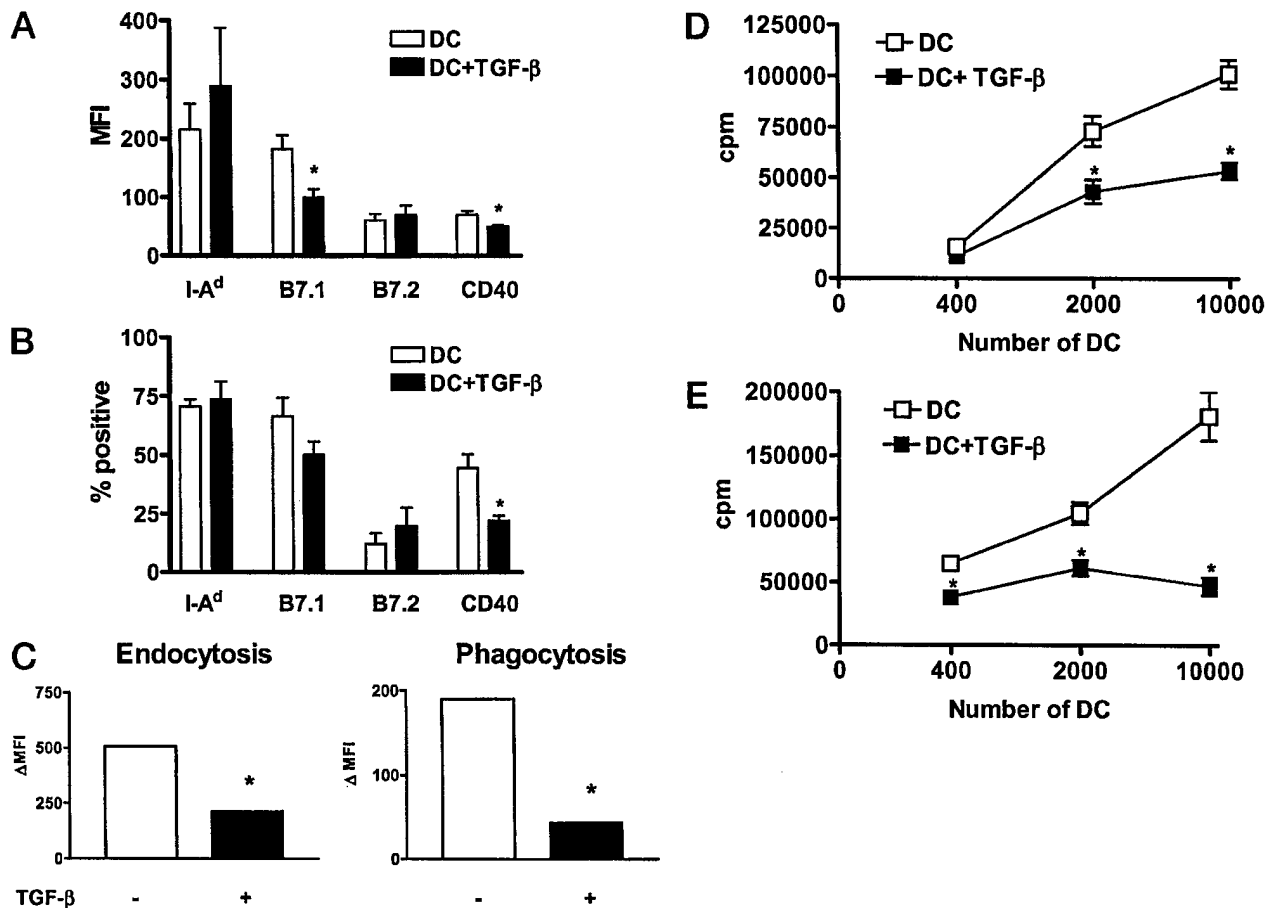 A
400
300
200
100
0
MFI
DC
DC+TGF-β
*
*
I-Aᵈ B7.1 B7.2 CD40
B
100
75
50
25
0
% positive
DC
DC+TGF-β
*
I-Aᵈ B7.1 B7.2 CD40
C
Endocytosis
750
500
250
0
ΔMFI
*
TGF-β - +
Phagocytosis
200
100
0
Δ MFI
*
- +
D
125000
100000
75000
50000
25000
0
cpm
DC
DC+ TGF-β
*
*
0 400 2000 10000
Number of DC
E
200000
150000
100000
50000
0
cpm
DC
DC+TGF-β
*
*
*
0 400 2000 10000
Number of DC